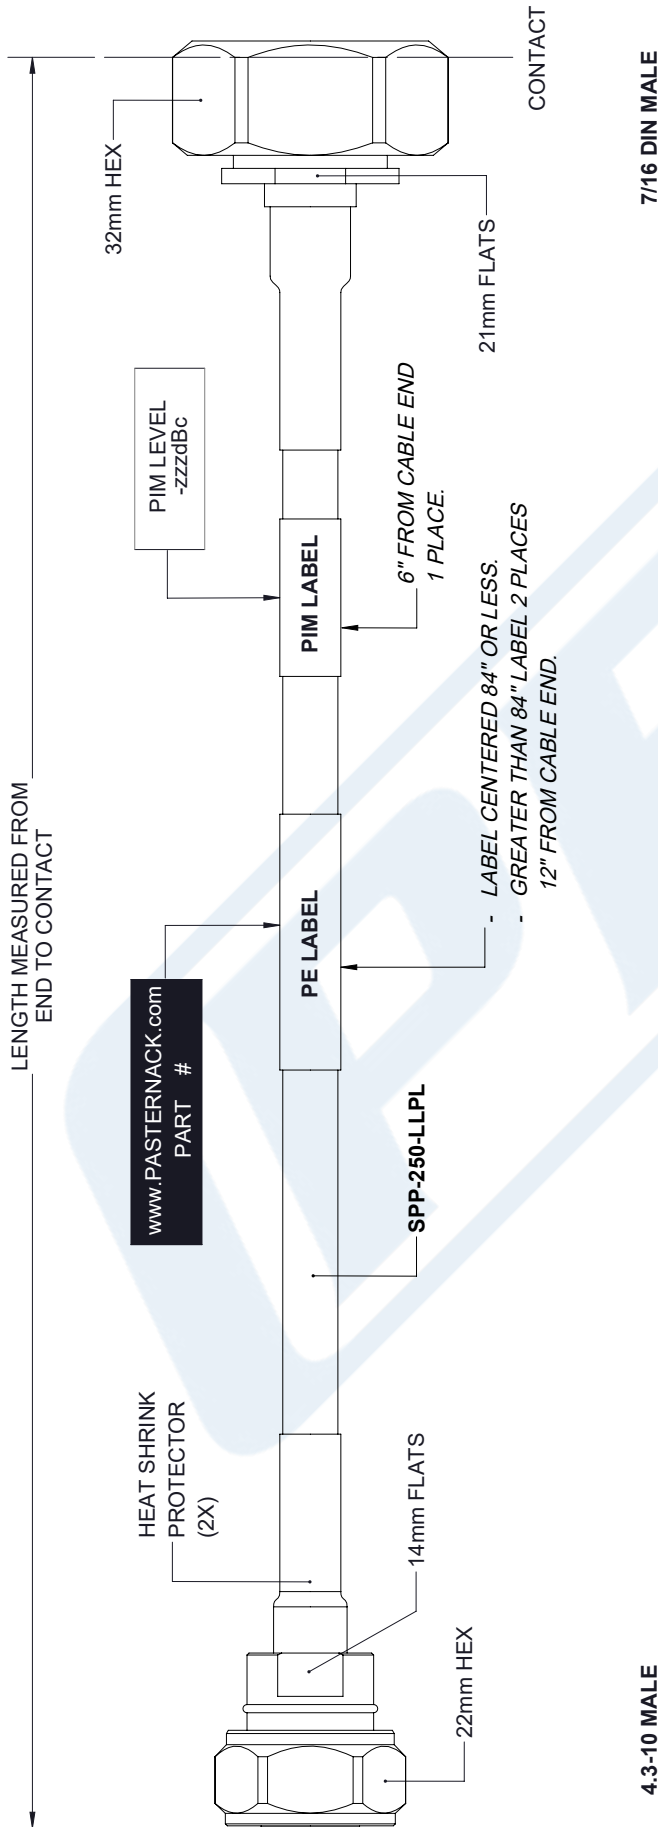 LENGTH MEASURED FROM
END TO CONTACT
32mm HEX
CONTACT
7/16 DIN MALE
21mm FLATS
PIM LEVEL
-zzzdBc
PIM LABEL
6" FROM CABLE END
1 PLACE.
www.PASTERNACK.com
PART #
PE LABEL
- LABEL CENTERED 84" OR LESS.
- GREATER THAN 84" LABEL 2 PLACES
12" FROM CABLE END.
SPP-250-LLPL
HEAT SHRINK
PROTECTOR
(2X)
14mm FLATS
22mm HEX
4.3-10 MALE